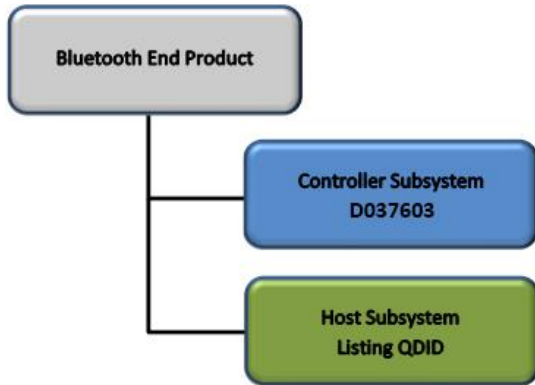 Bluetooth End Product
Controller Subsystem
D037603
Host Subsystem
Listing QDID